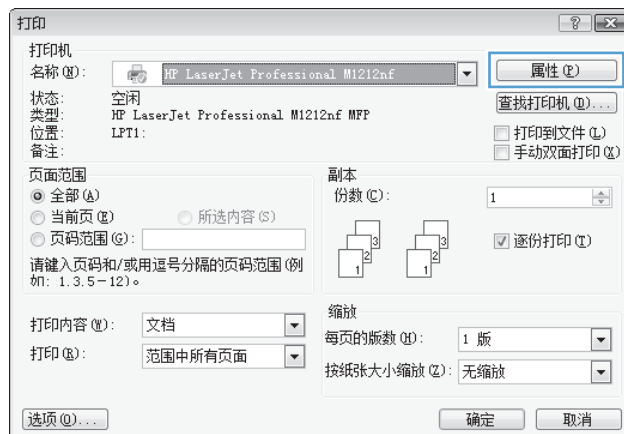 打印
打印机
名称(N): HP LaserJet Professional M1212nf 属性(P)
状态: 空闲 查找打印机(D)...
类型: HP LaserJet Professional M1212nf MFP
位置: LPT1: 打印到文件(L)
备注: 手动双面打印(X)
页面范围
全部(A)
当前页(E) 所选内容(S)
页码范围(G):
请键入页码和/或用逗号分隔的页码范围(例
如: 1.3.5-12)。
副本
份数(C): 1
1 2 3 1 2 3 逐份打印(T)
打印内容(W): 文档
打印(R): 范围中所有页面
缩放
每页的版数(H): 1 版
按纸张大小缩放(Z): 无缩放
选项(O)... 确定 取消